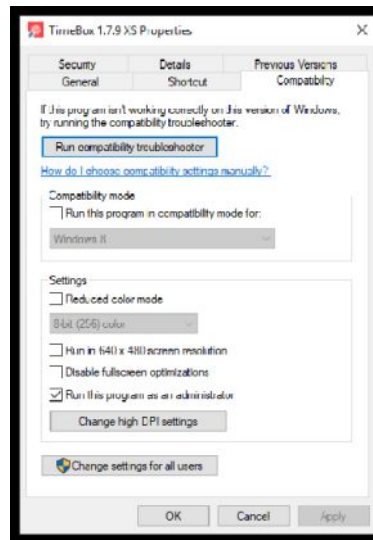 TimeBox 1.7.9 XS Properties
Security Details Previous Versions
General Shortcut Compatibility
If this program isn't working correctly on this version of Windows,
try running the compatibility troubleshooter.
Run compatibility troubleshooter
How do I choose compatibility settings manually?
Compatibility mode
Run this program in compatibility mode for:
Windows 8
Settings
Reduced color mode
8-bit (256) color
Run in 640 x 480 screen resolution
Disable fullscreen optimizations
Run this program as an administrator
Change high DPI settings
Change settings for all users
OK Cancel Apply